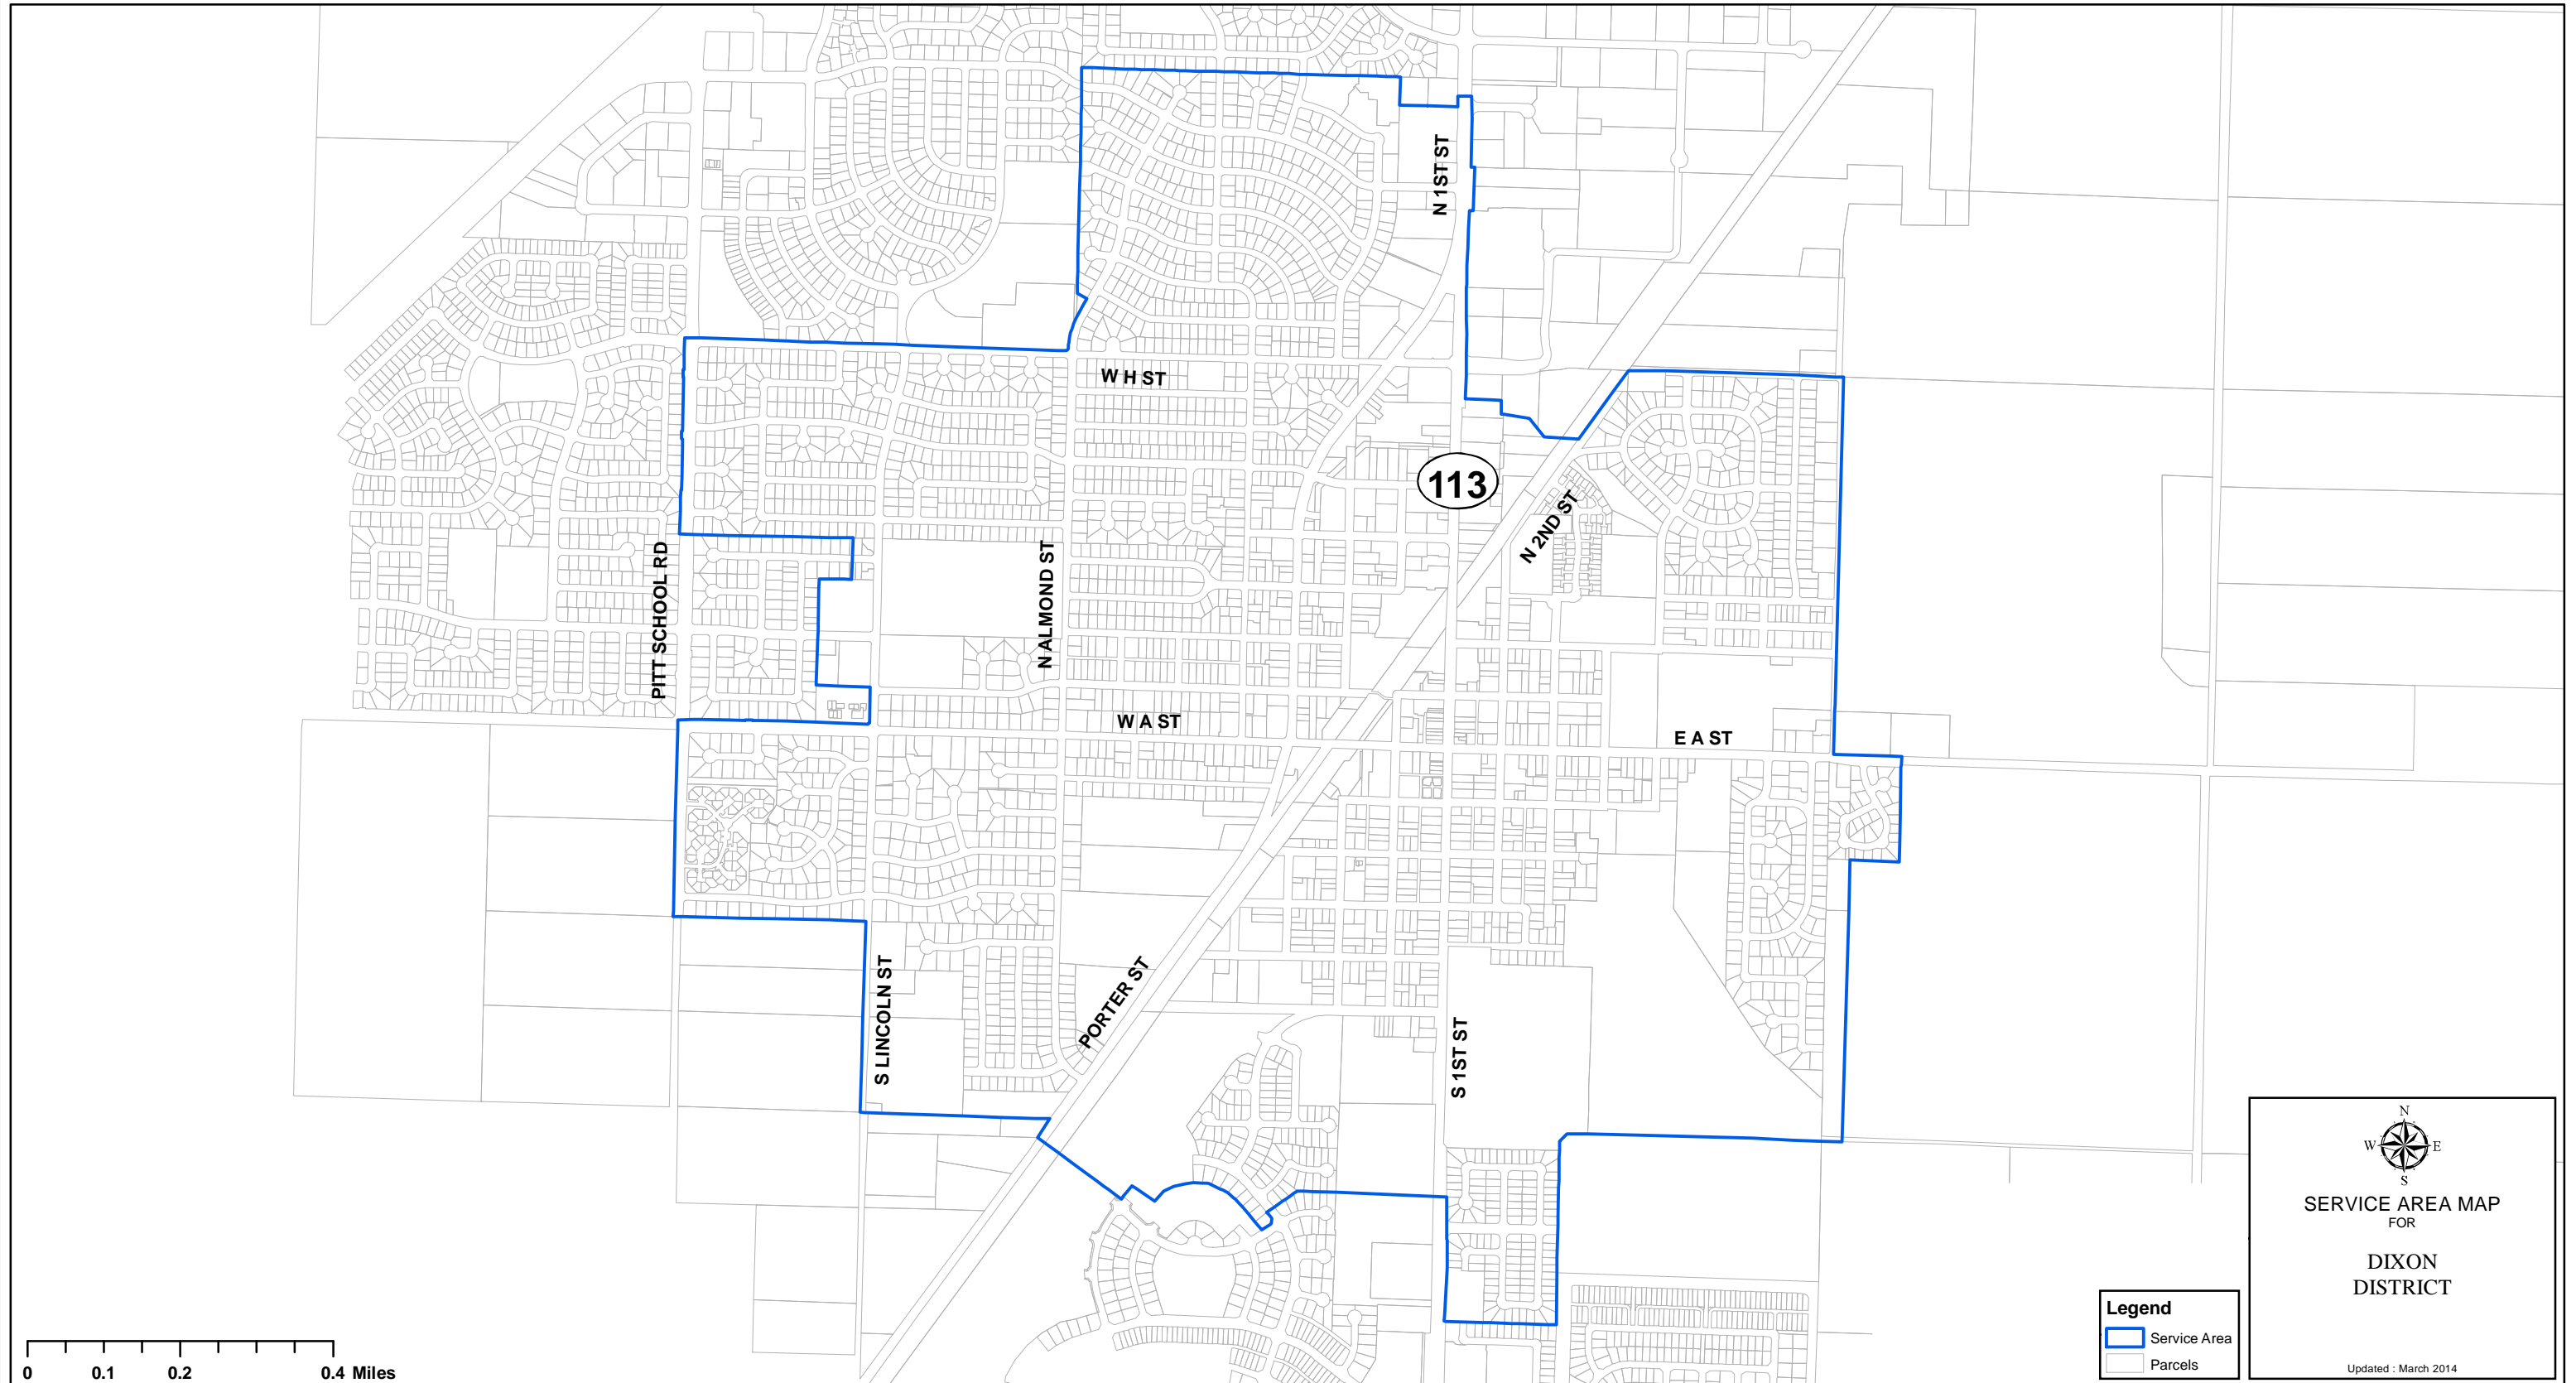 N 1ST ST
W H ST
113
N 2ND ST
PITT SCHOOL RD
N ALMOND ST
W A ST
E A ST
S LINCOLN ST
PORTER ST
S 1ST ST
N
W E
S
SERVICE AREA MAP
FOR
DIXON
DISTRICT
Updated : March 2014
Legend
Service Area
Parcels
0 0.1 0.2 0.4 Miles